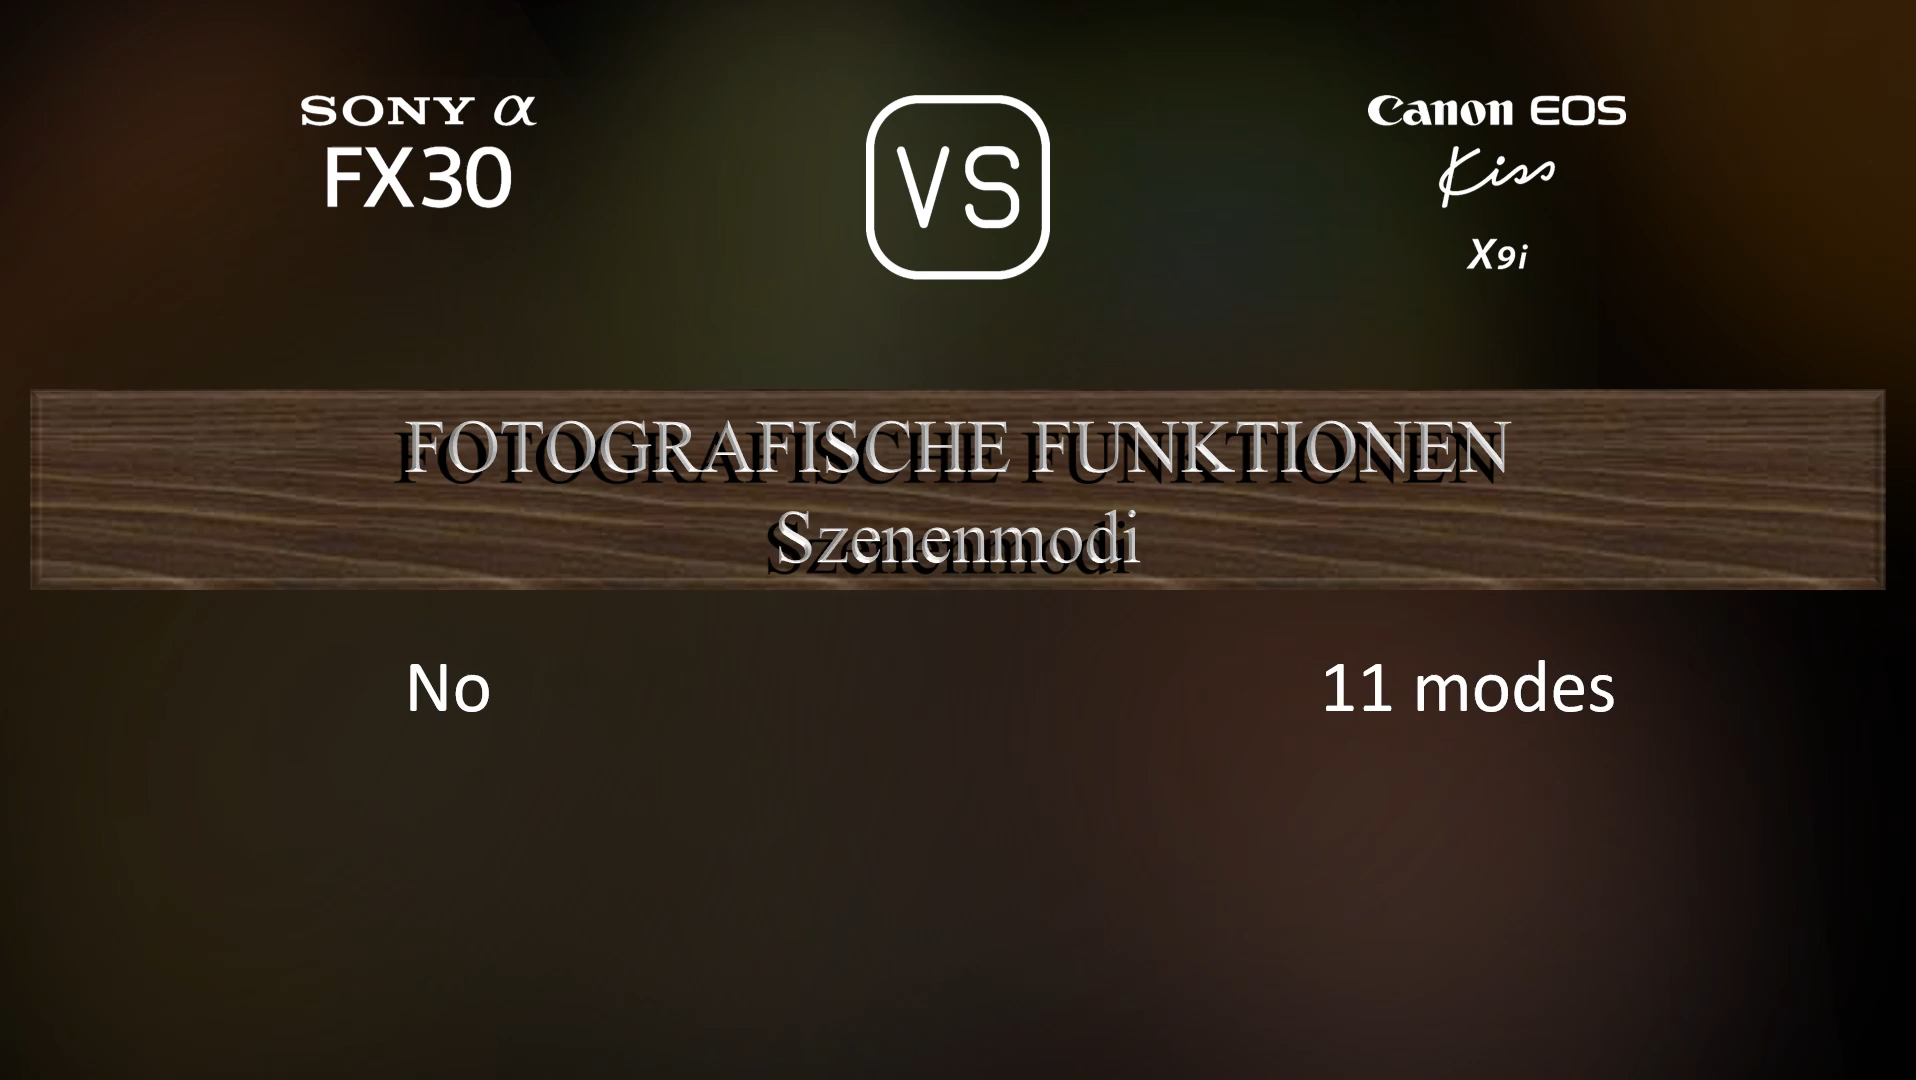 SONY α
FX30
VS
Canon EOS
Kiss
X9i
FOTOGRAFISCHE FUNKTIONEN
Szenenmodi
No
11 modes